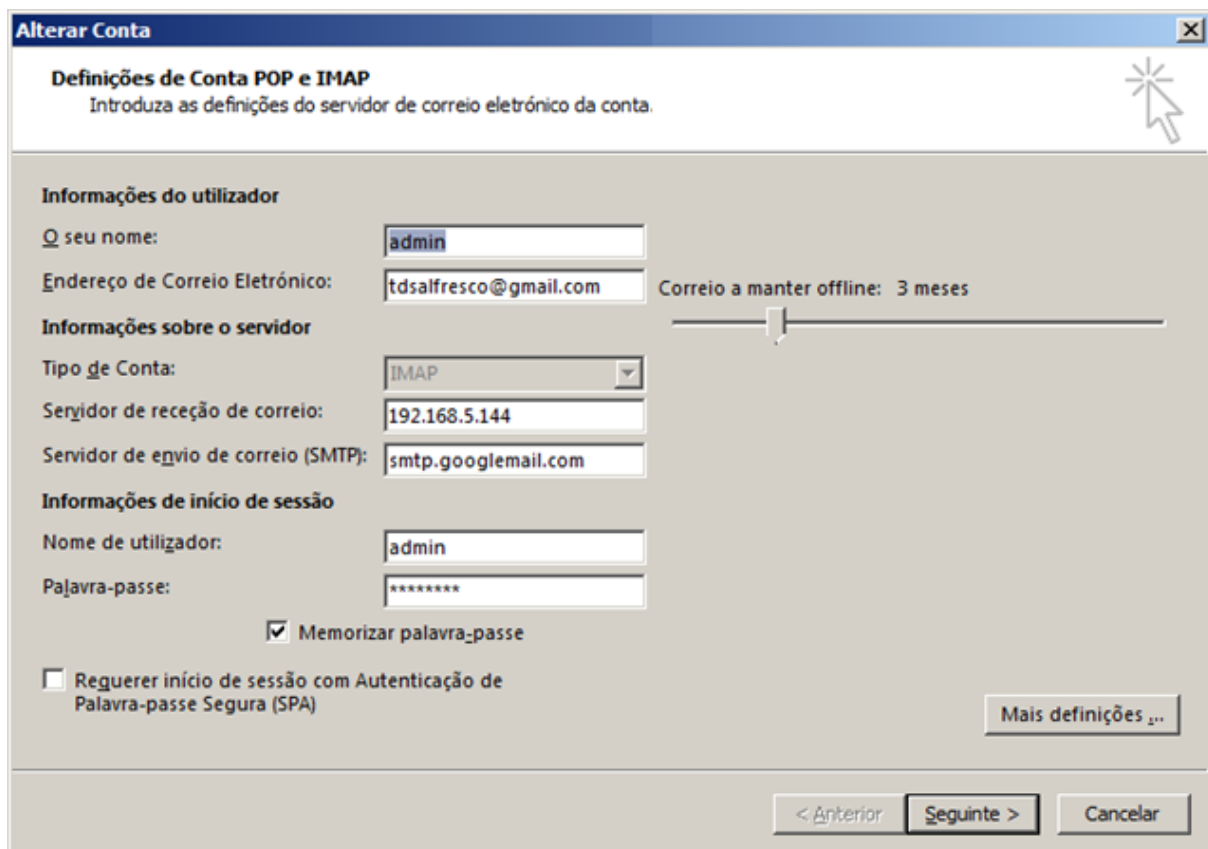 Alterar Conta
Definições de Conta POP e IMAP
Introduza as definições do servidor de correio eletrónico da conta.
Informações do utilizador
O seu nome: admin
Endereço de Correio Eletrónico: tdsalfresco@gmail.com
Correio a manter offline: 3 meses
Informações sobre o servidor
Tipo de Conta: IMAP
Servidor de receção de correio: 192.168.5.144
Servidor de envio de correio (SMTP): smtp.googlemail.com
Informações de início de sessão
Nome de utilizador: admin
Palavra-passe: ********
Memorizar palavra-passe
Requerer início de sessão com Autenticação de
Palavra-passe Segura (SPA)
Mais definições ...
< Anterior Seguinte > Cancelar